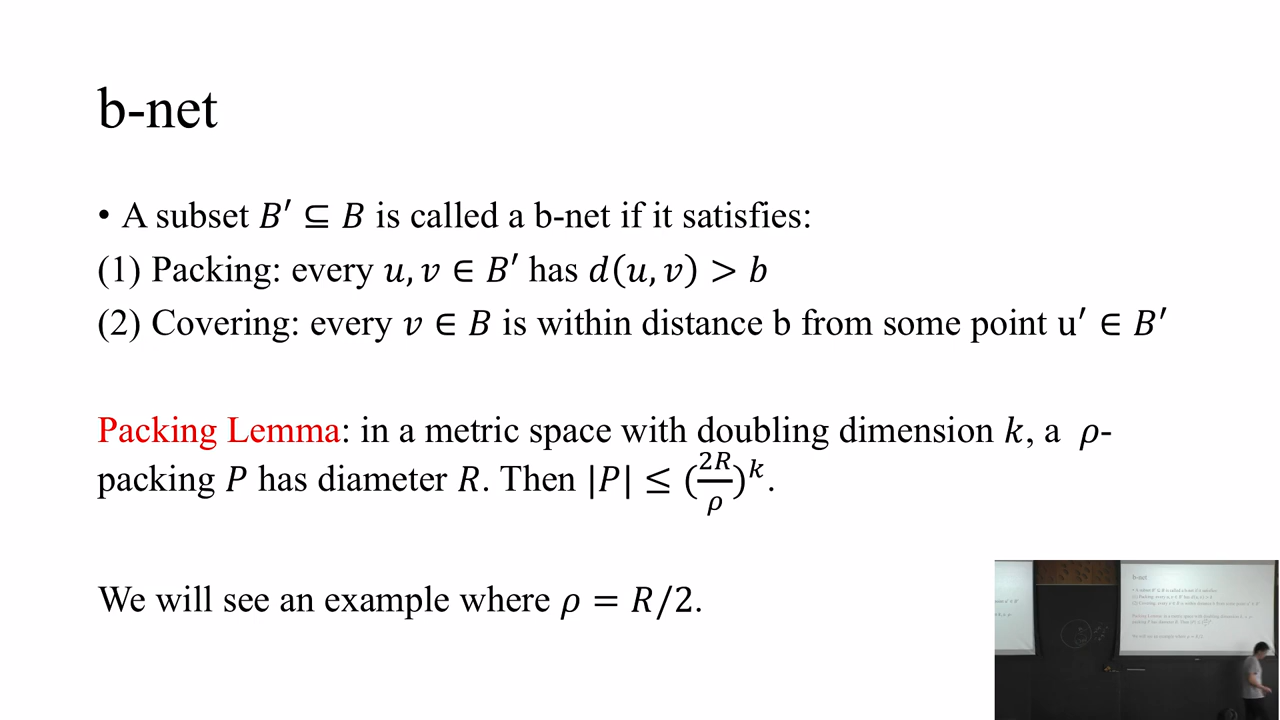 b-net
• A subset 𝐵′ ⊆ 𝐵 is called a b-net if it satisfies:
(1) Packing: every 𝑢, 𝑣 ∈ 𝐵′ has 𝑑(𝑢, 𝑣) > 𝑏
(2) Covering: every 𝑣 ∈ 𝐵 is within distance b from some point u′ ∈ 𝐵′
Packing Lemma: in a metric space with doubling dimension 𝑘, a 𝜌-
packing 𝑃 has diameter 𝑅. Then |𝑃| ≤ (2𝑅/𝜌)^𝑘.
We will see an example where 𝜌 = 𝑅/2.
b-net